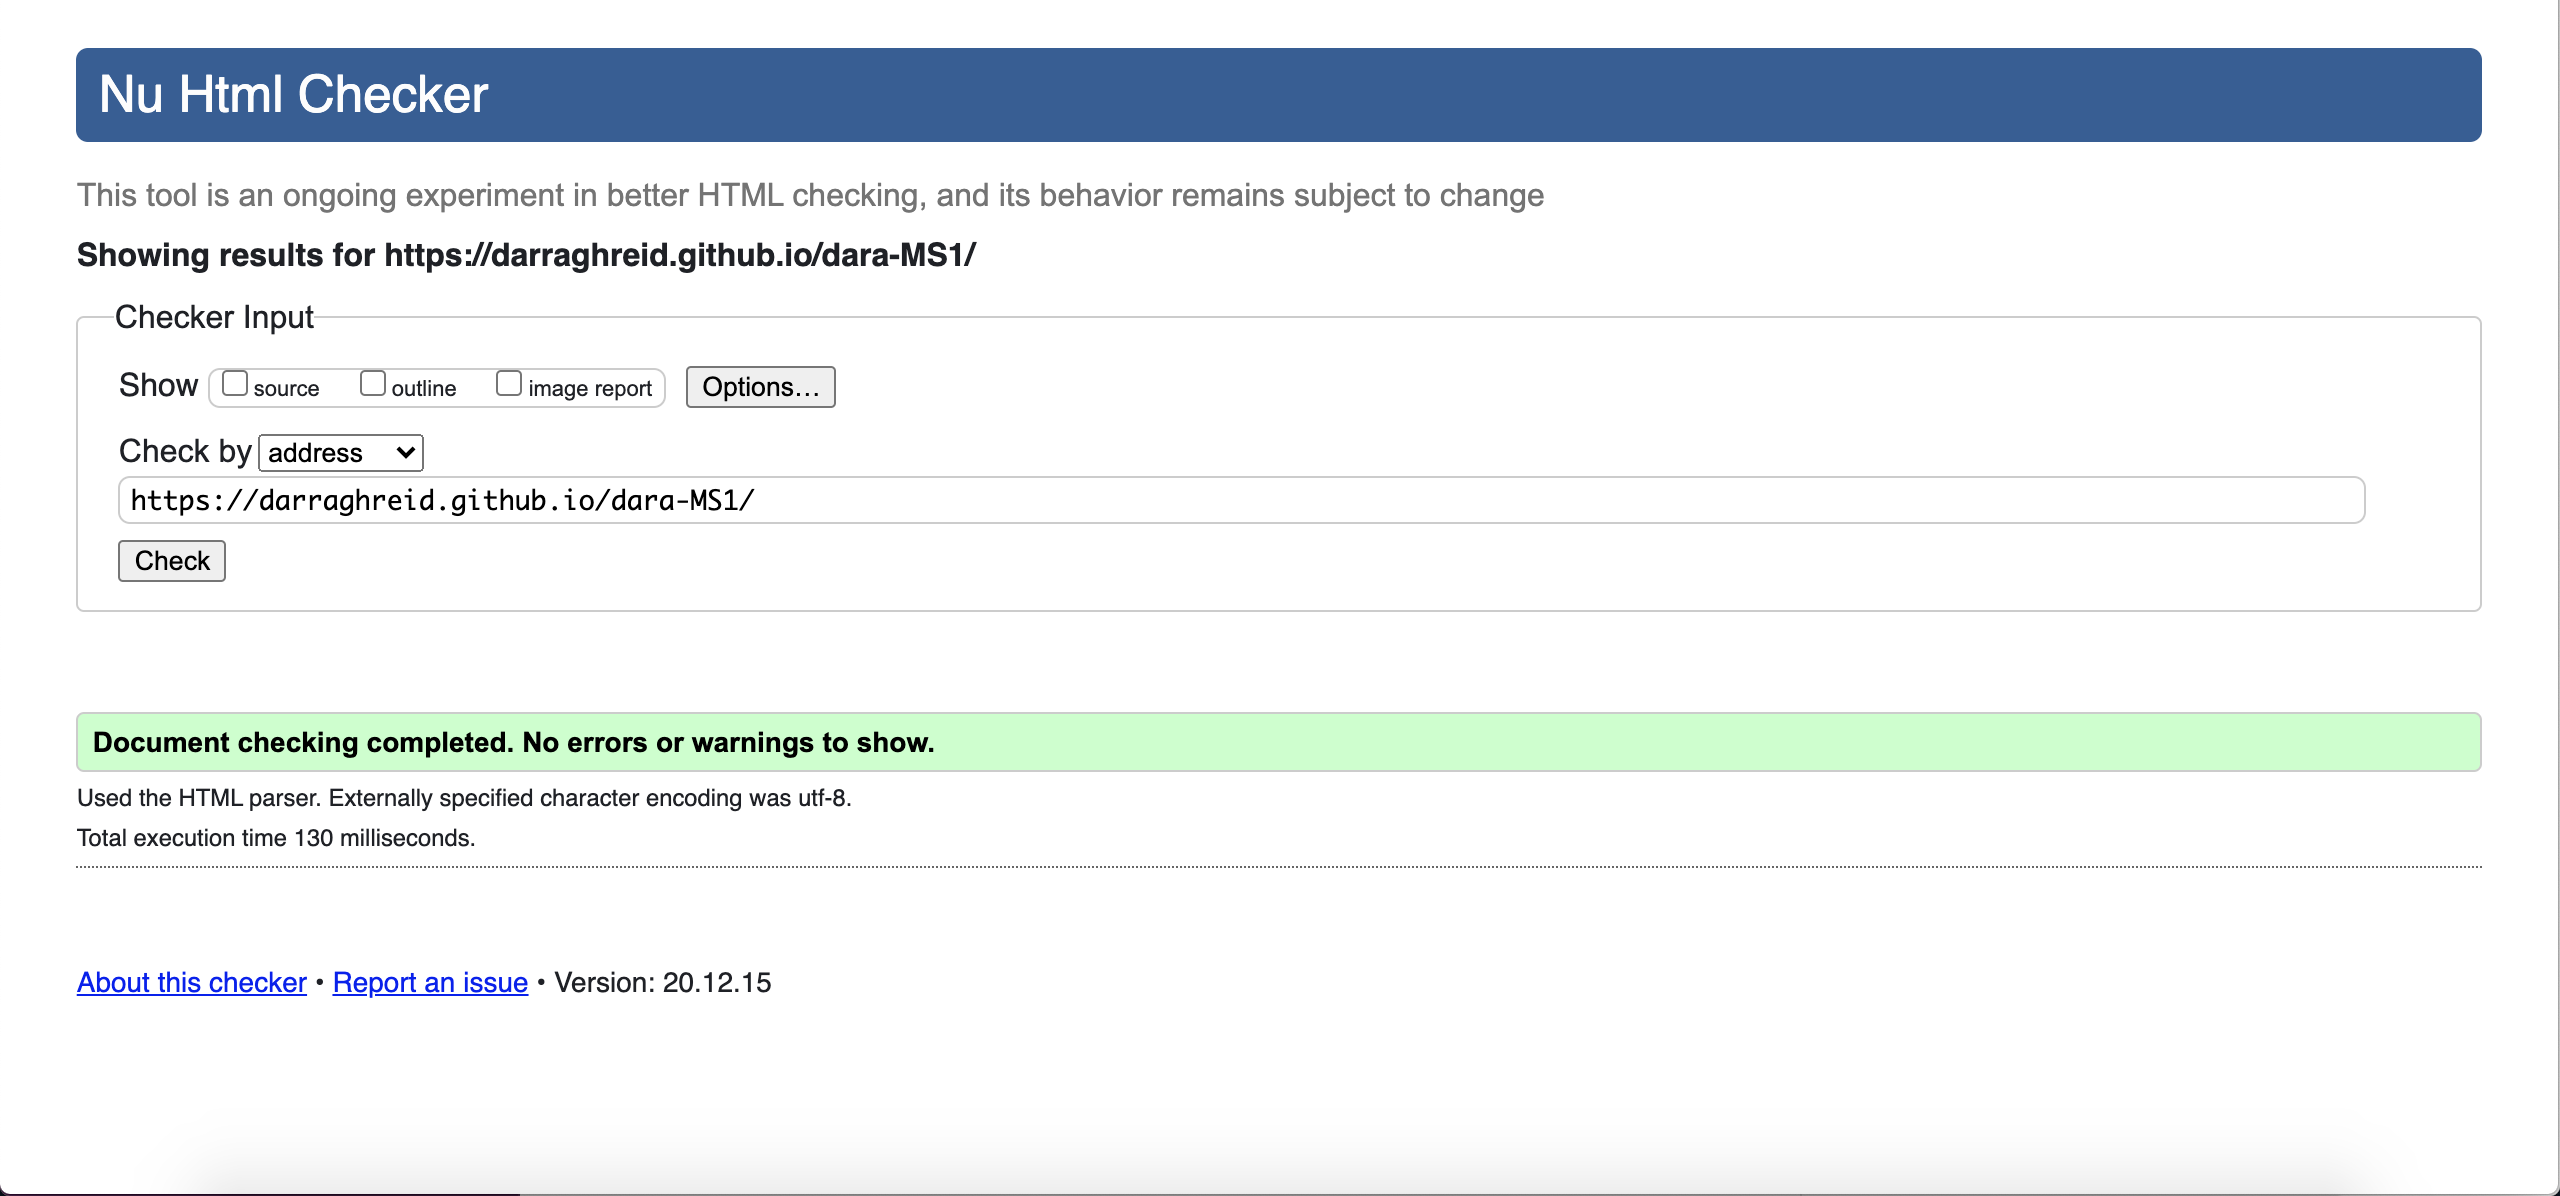 Nu Html Checker
This tool is an ongoing experiment in better HTML checking, and its behavior remains subject to change
Showing results for https://darraghreid.github.io/dara-MS1/
Checker Input
Show source outline image report Options...
Check by address
https://darraghreid.github.io/dara-MS1/
Check
Document checking completed. No errors or warnings to show.
Used the HTML parser. Externally specified character encoding was utf-8.
Total execution time 130 milliseconds.
About this checker • Report an issue • Version: 20.12.15